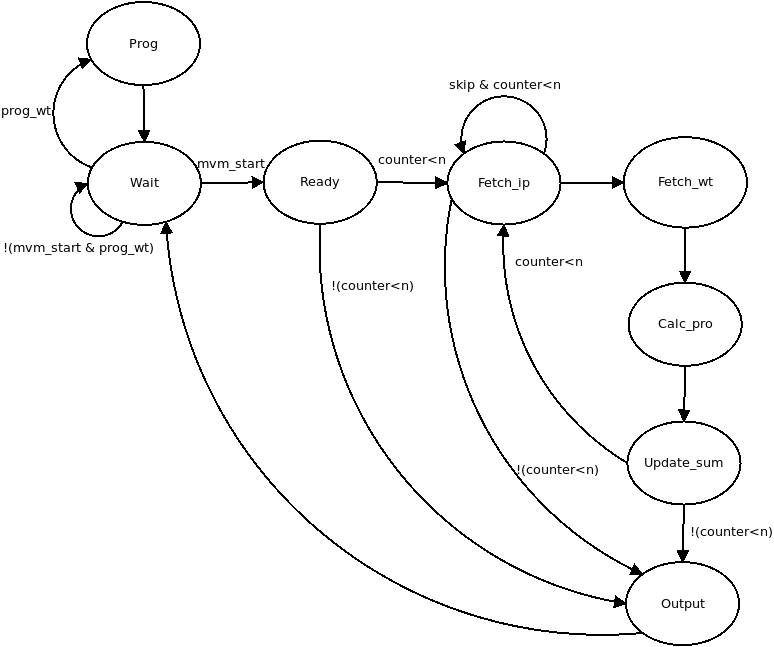 Prog
skip & counter<n
prog_wt
mvm_start
counter<n
Wait
Ready
Fetch_ip
Fetch_wt
!(mvm_start & prog_wt)
counter<n
!(counter<n)
Calc_pro
Update_sum
!(counter<n)
!(counter<n)
Output